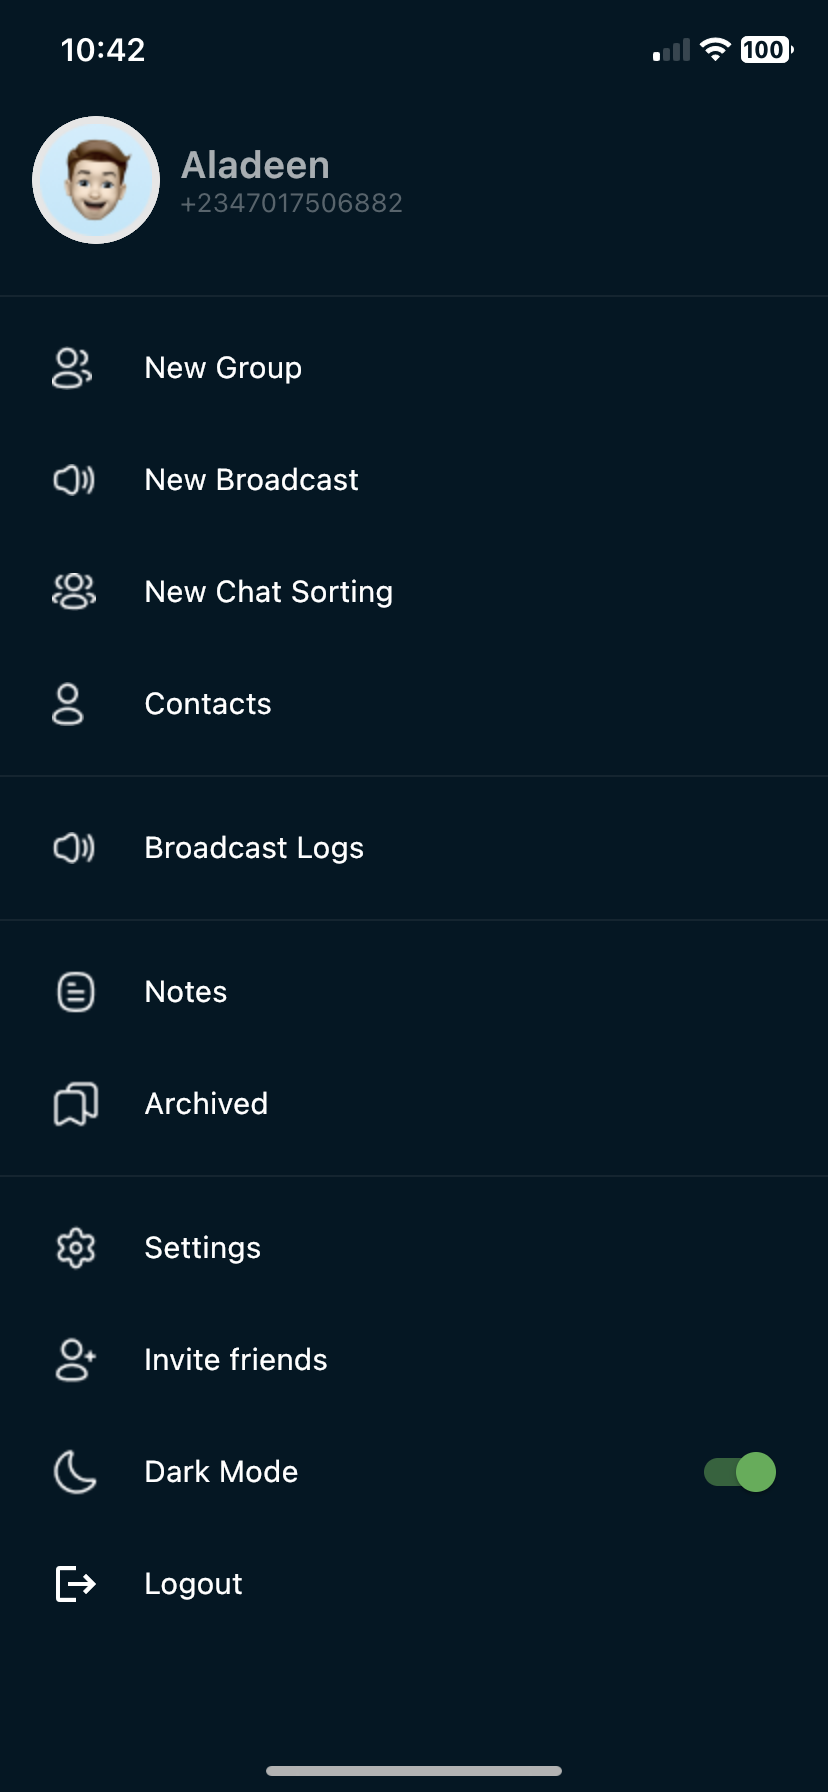 10:42
100
Aladeen
+2347017506882
New Group
New Broadcast
New Chat Sorting
Contacts
Broadcast Logs
Notes
Archived
Settings
Invite friends
Dark Mode
Logout